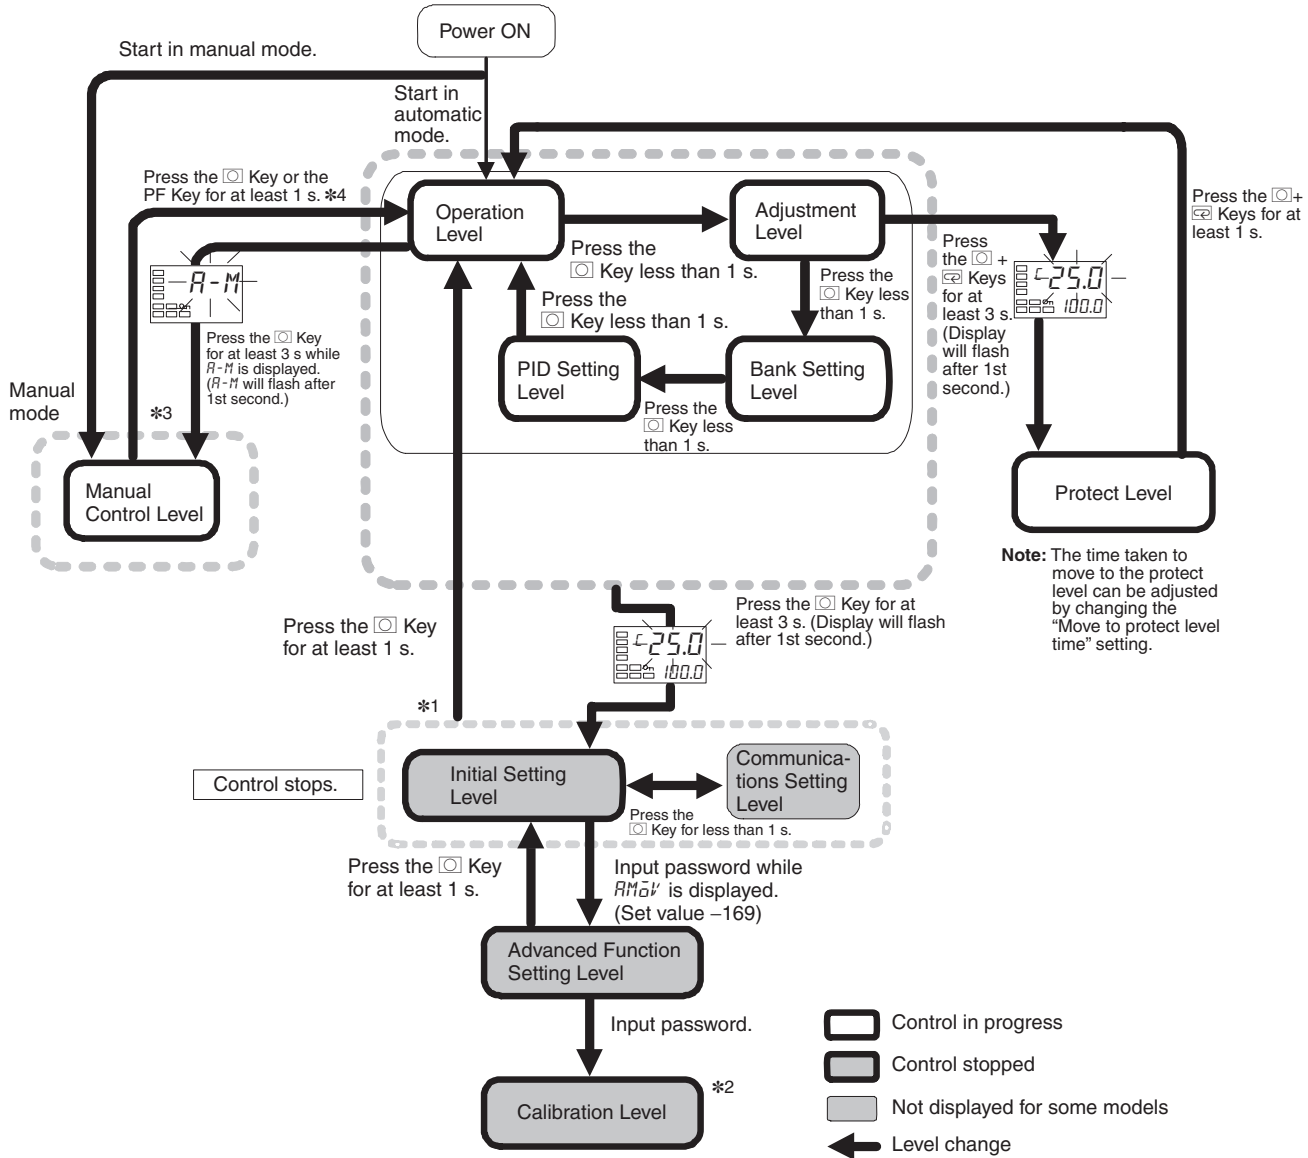 Power ON
Start in manual mode.
Start in
automatic
mode.
Press the Key or the
PF Key for at least 1 s. *4
Operation
Level
Adjustment
Level
Press the +
Keys for at
least 1 s.
Press the
Key less than 1 s.
Press
the +
Keys
for at
least 3 s.
(Display
will flash
after 1st
second.)
A-M
C 25.0
100.0
Press the
Key less
than 1 s.
Press the
Key less than 1 s.
Press the Key
for at least 3 s while
A-M is displayed.
(A-M will flash after
1st second.)
PID Setting
Level
Bank Setting
Level
Manual
mode
*3
Press the
Key less
than 1 s.
Manual
Control Level
Protect Level
Note: The time taken to
move to the protect
level can be adjusted
by changing the
“Move to protect level
time” setting.
Press the Key for at
least 3 s. (Display will flash
after 1st second.)
C 25.0
100.0
Press the Key
for at least 1 s.
*1
Control stops.
Initial Setting
Level
Communica-
tions Setting
Level
Press the
Key for less than 1 s.
Press the Key
for at least 1 s.
Input password while
AMOV is displayed.
(Set value –169)
Advanced Function
Setting Level
Input password.
Calibration Level
*2
Control in progress
Control stopped
Not displayed for some models
Level change